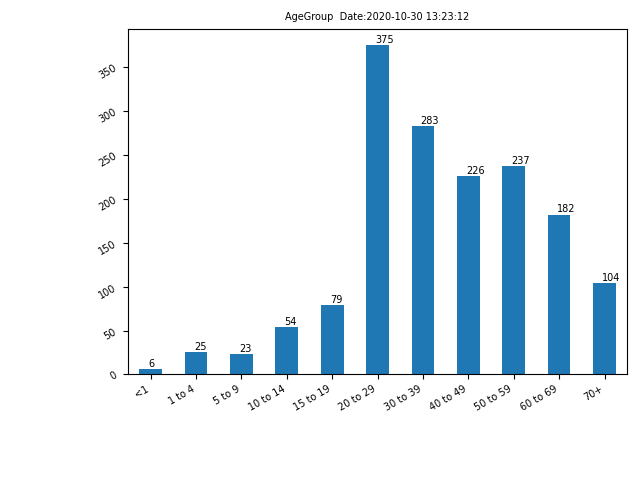 AgeGroup  Date:2020-10-30 13:23:12
375
350
300
283
250
237
226
200
182
150
104
100
79
54
50
25
23
6
0
<1
1 to 4
5 to 9
10 to 14
15 to 19
20 to 29
30 to 39
40 to 49
50 to 59
60 to 69
70+